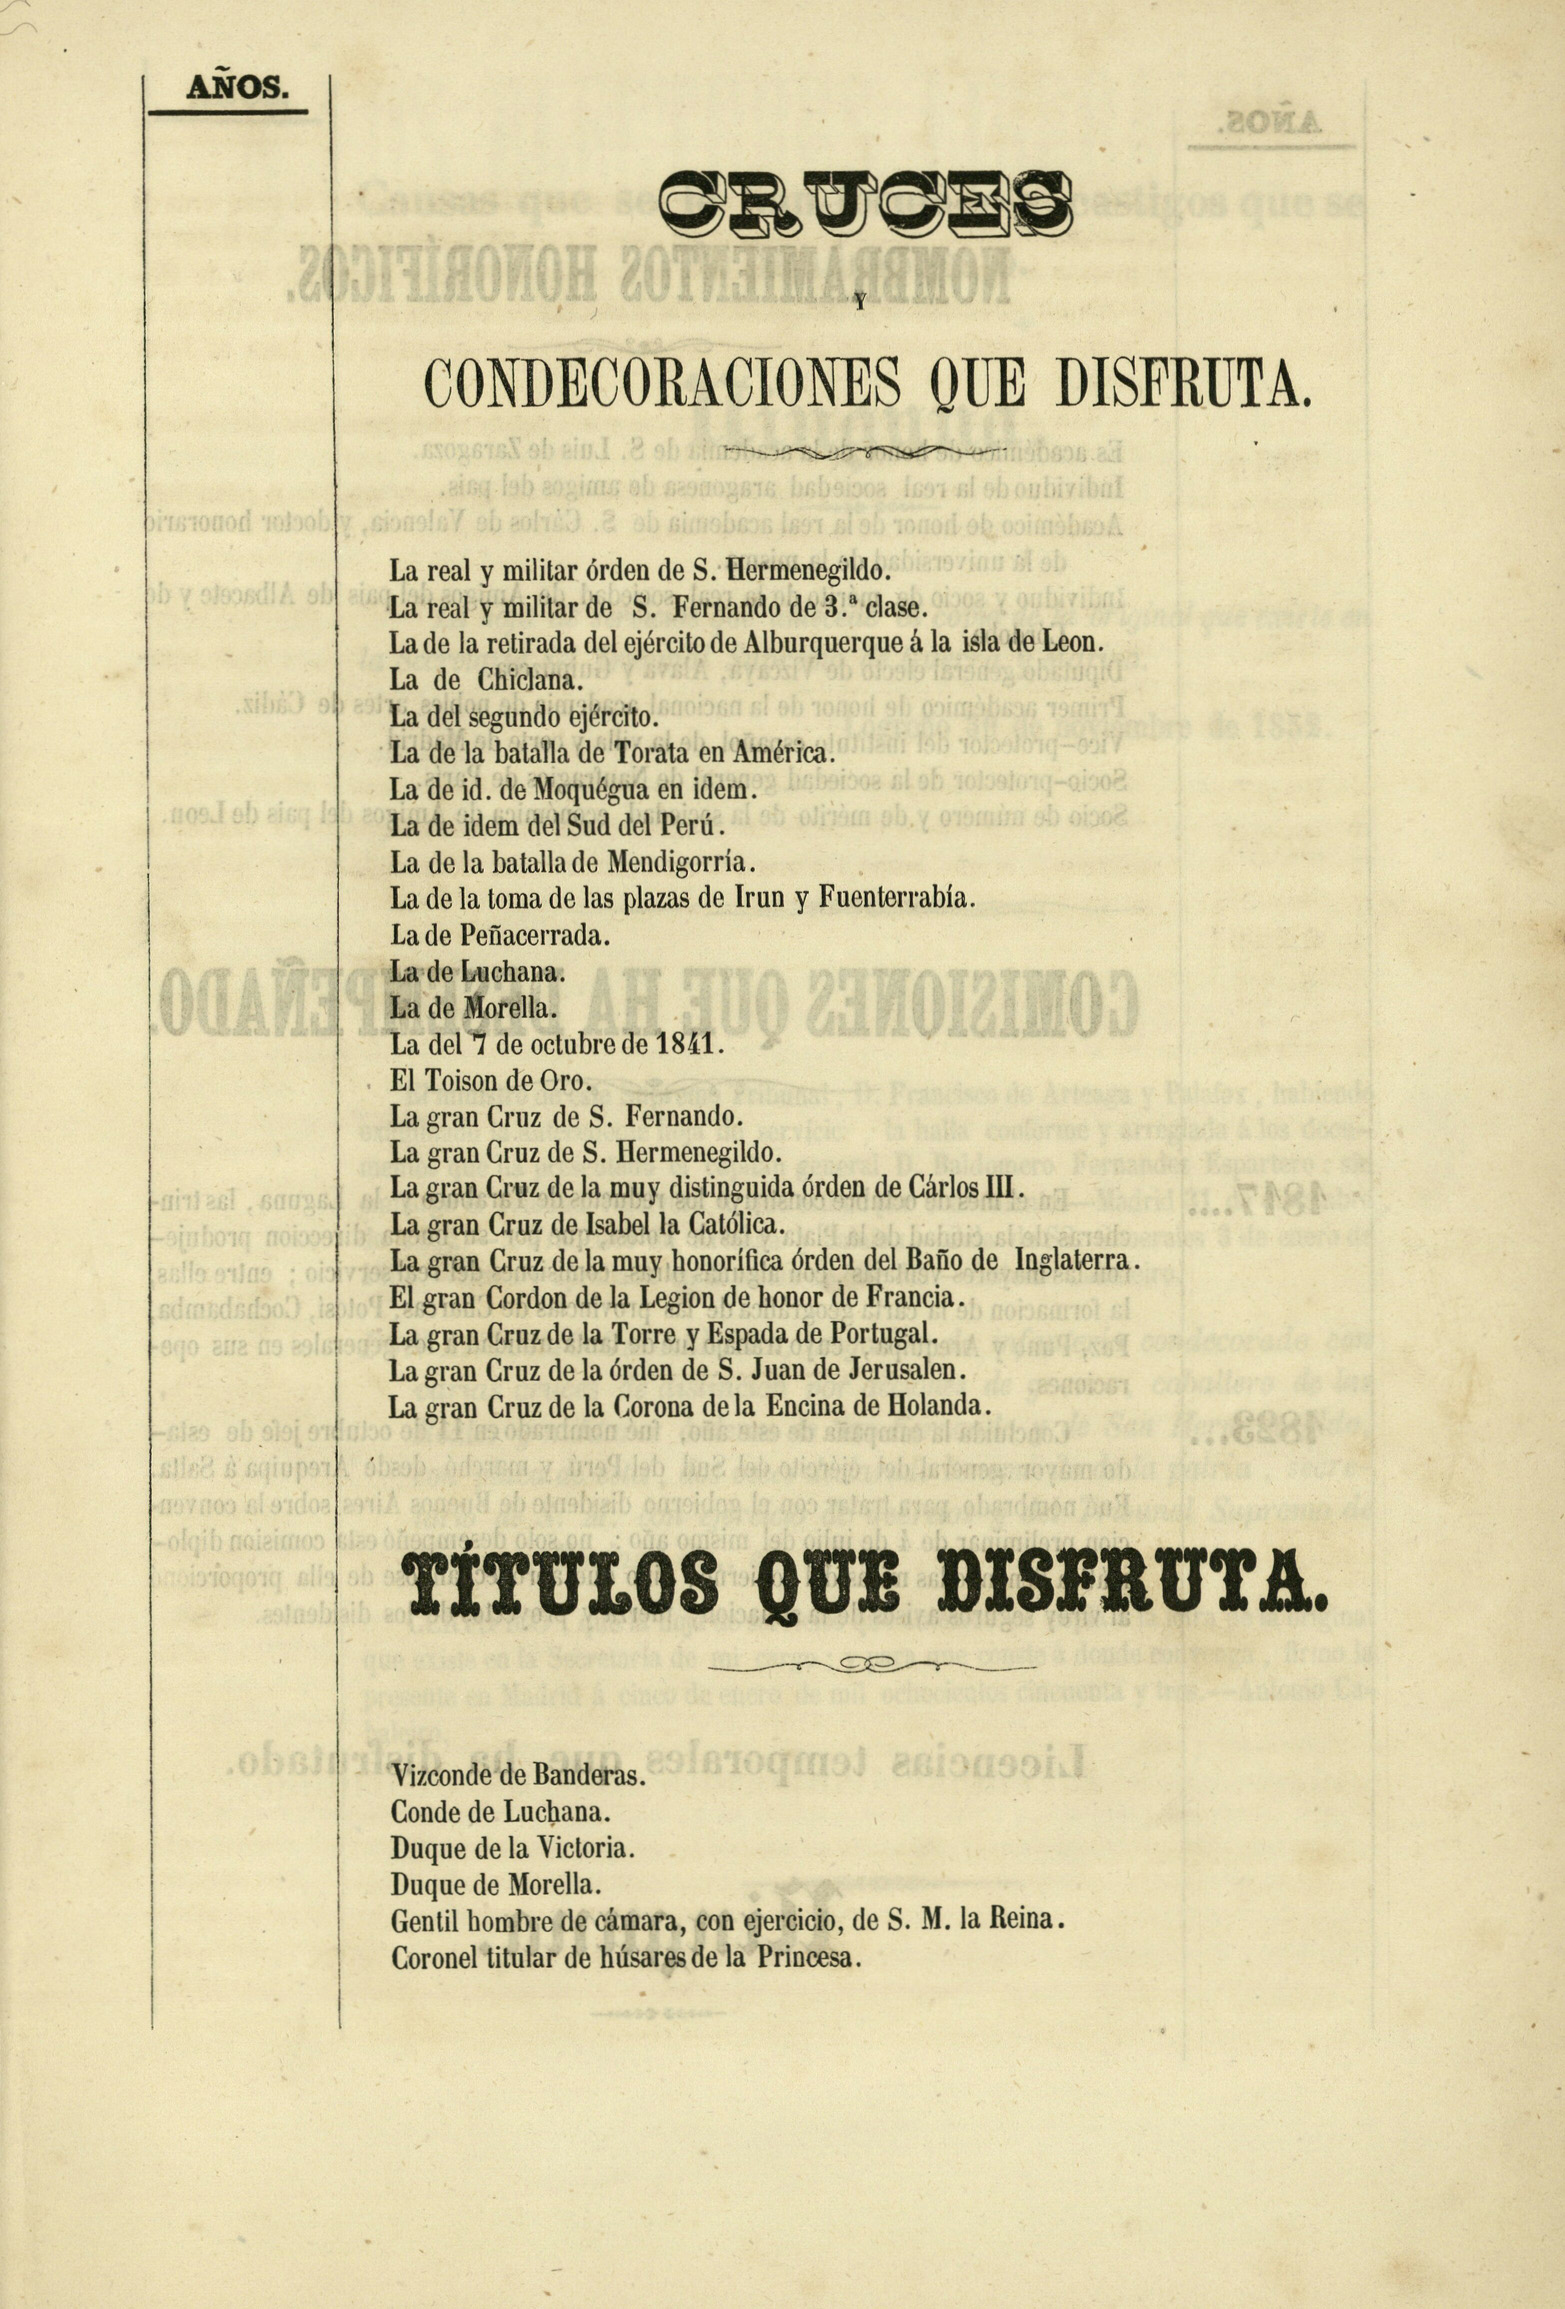 AÑOS.
CRUCES
Y
CONDECORACIONES QUE DISFRUTA.
La real y militar órden de S. Hermenegildo.
La real y militar de S. Fernando de 3.ª clase.
La de la retirada del ejército de Alburquerque á la isla de Leon.
La de Chiclana.
La del segundo ejército.
La de la batalla de Torata en América.
La de id. de Moquégua en idem.
La de idem del Sud del Perú.
La de la batalla de Mendigorría.
La de la toma de las plazas de Irun y Fuenterrabía.
La de Peñacerrada.
La de Luchana.
La de Morella.
La del 7 de octubre de 1841.
El Toison de Oro.
La gran Cruz de S. Fernando.
La gran Cruz de S. Hermenegildo.
La gran Cruz de la muy distinguida órden de Cárlos III.
La gran Cruz de Isabel la Católica.
La gran Cruz de la muy honorífica órden del Baño de Inglaterra.
El gran Cordon de la Legion de honor de Francia.
La gran Cruz de la Torre y Espada de Portugal.
La gran Cruz de la órden de S. Juan de Jerusalen.
La gran Cruz de la Corona de la Encina de Holanda.
TÍTULOS QUE DISFRUTA.
Vizconde de Banderas.
Conde de Luchana.
Duque de la Victoria.
Duque de Morella.
Gentil hombre de cámara, con ejercicio, de S. M. la Reina.
Coronel titular de húsares de la Princesa.